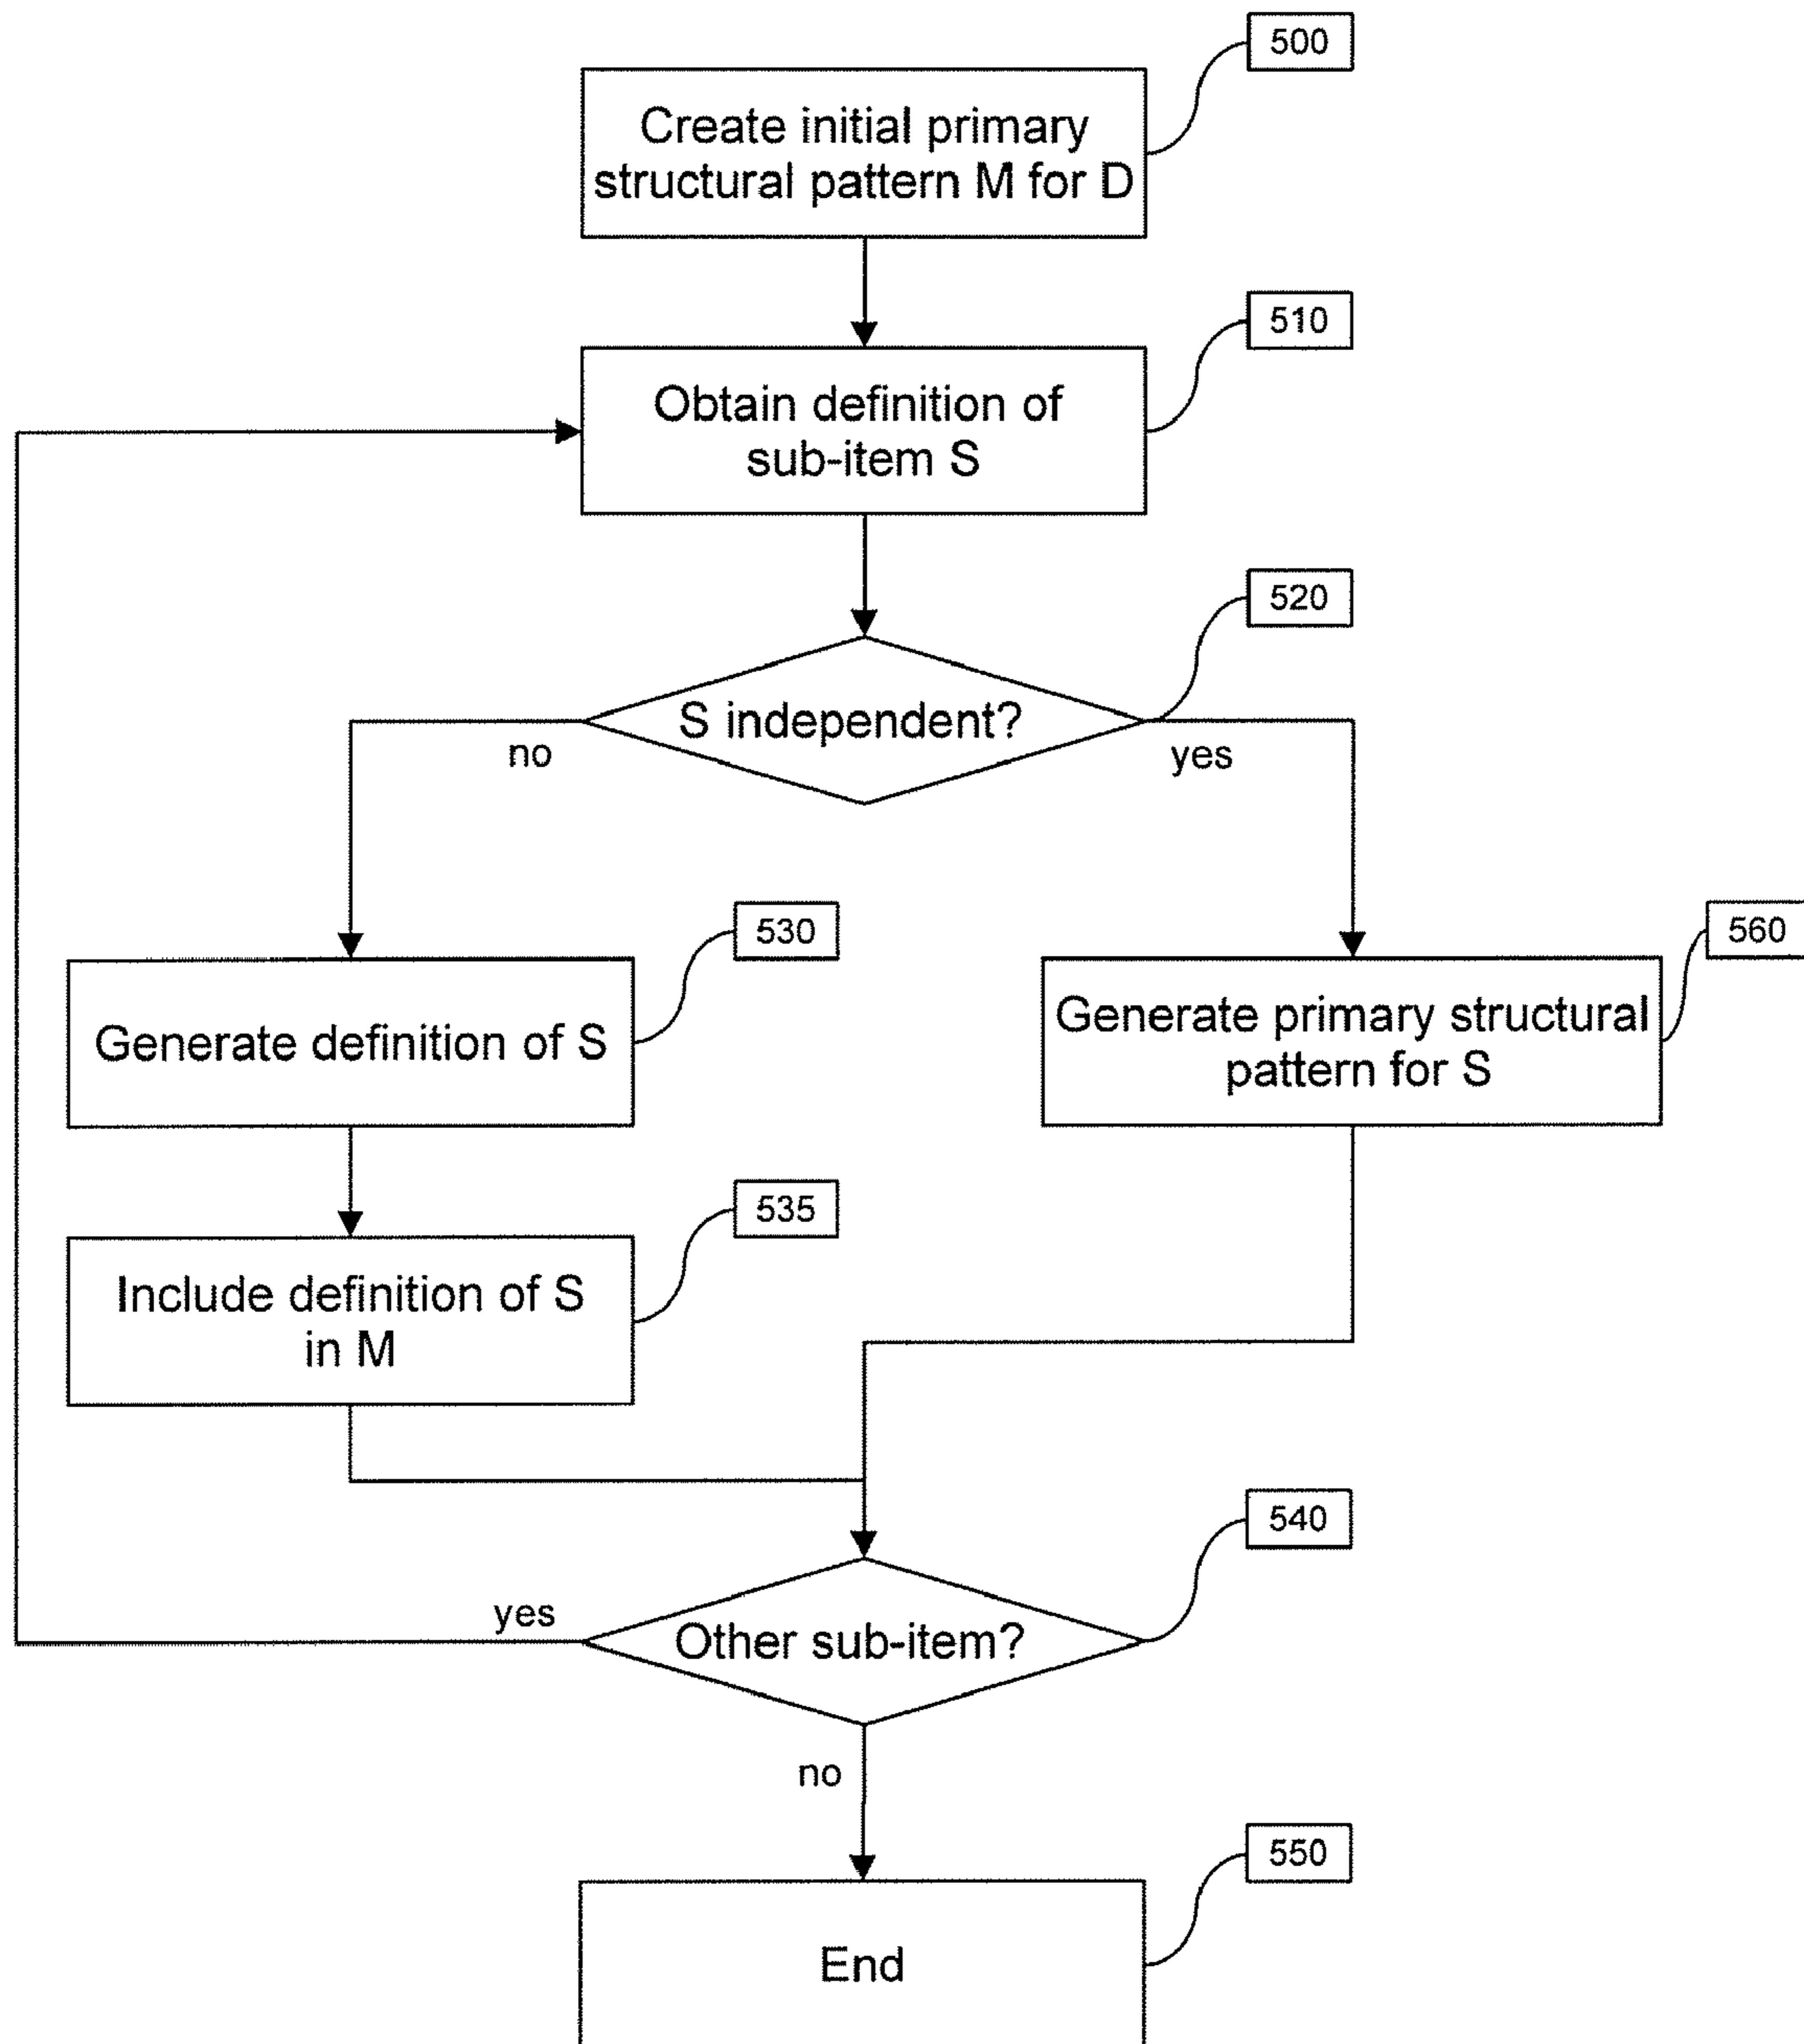 500
Create initial primary
structural pattern M for D
510
Obtain definition of
sub-item S
520
S independent?
no
yes
530
560
Generate definition of S
Generate primary structural
pattern for S
535
Include definition of S
in M
540
yes
Other sub-item?
no
550
End